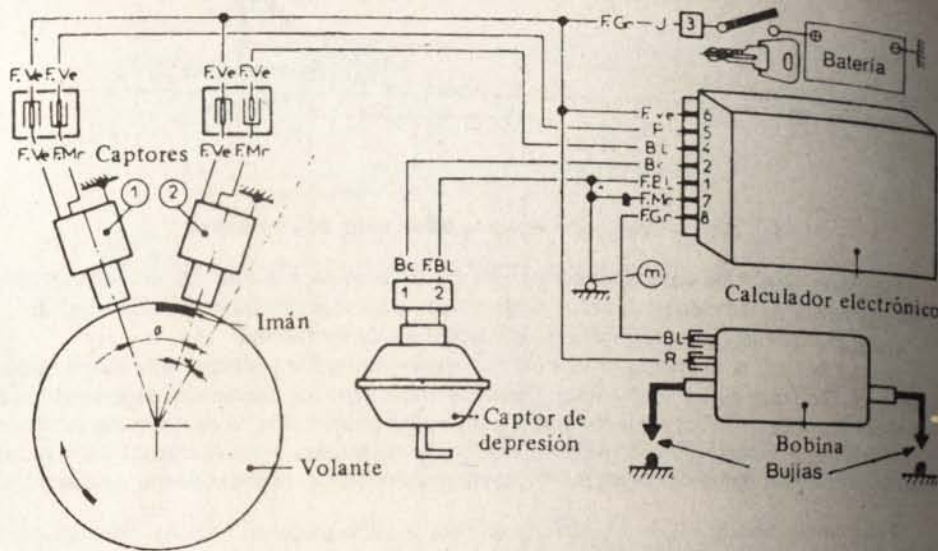 F.Gr J 3
Batería
F.Ve F.Ve
F.Ve F.Ve
F.Ve F.Mr
F.Ve F.Mr
Captores
1
2
F.ve 6
5
BL 4
Bc 2
F.BL 1
F.Mr 7
F.Gr 8
Calculador electrónico
Imán
Bc F.BL
1 2
m
BL
R
Captor de
depresión
Volante
Bobina
Bujías